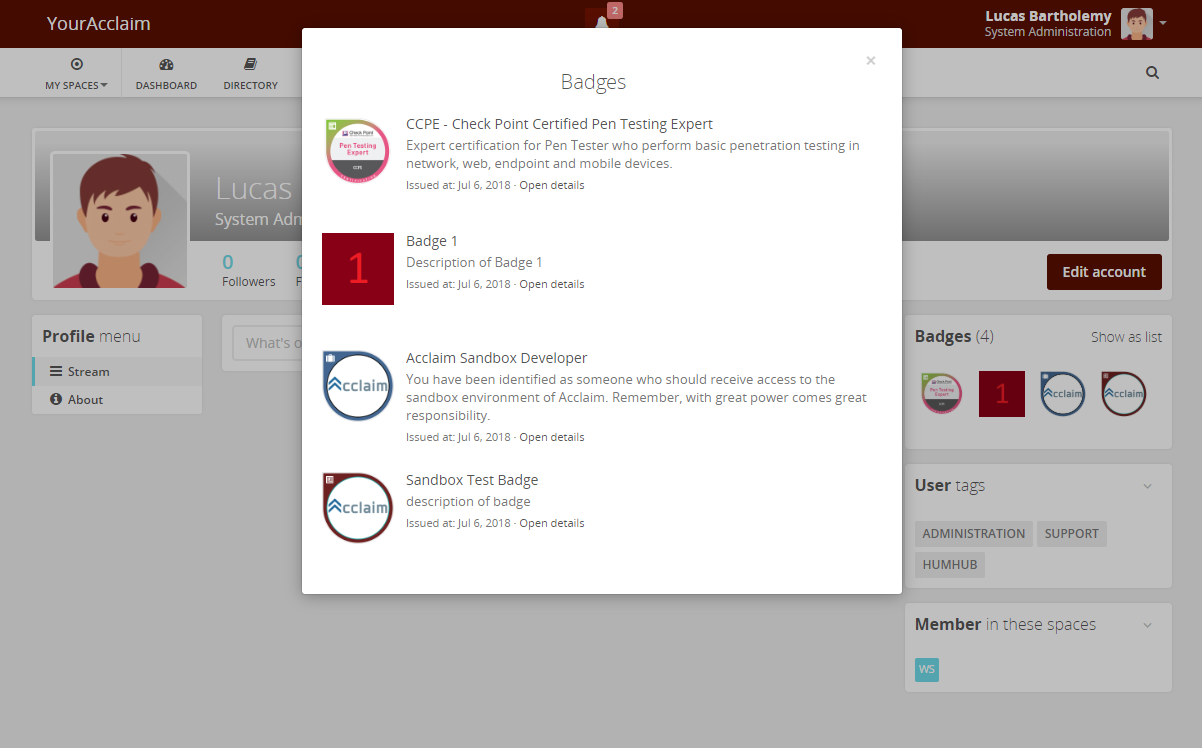 YourAcclaim
2
Lucas Bartholemy
System Administration
MY SPACES
DASHBOARD
DIRECTORY
×
Badges
CCPE - Check Point Certified Pen Testing Expert
Expert certification for Pen Tester who perform basic penetration testing in
network, web, endpoint and mobile devices.
Issued at: Jul 6, 2018 · Open details
Check Point
Pen Testing
Expert
CCPE
1
Badge 1
Description of Badge 1
Issued at: Jul 6, 2018 · Open details
cclaim
Acclaim Sandbox Developer
You have been identified as someone who should receive access to the
sandbox environment of Acclaim. Remember, with great power comes great
responsibility.
Issued at: Jul 6, 2018 · Open details
cclaim
Sandbox Test Badge
description of badge
Issued at: Jul 6, 2018 · Open details
Lucas
System Adm
0
Followers
Edit account
Profile menu
Stream
About
What's o
Badges (4)
Show as list
Pen Testing
Expert
1
cclaim
cclaim
User tags
ADMINISTRATION
SUPPORT
HUMHUB
Member in these spaces
WS